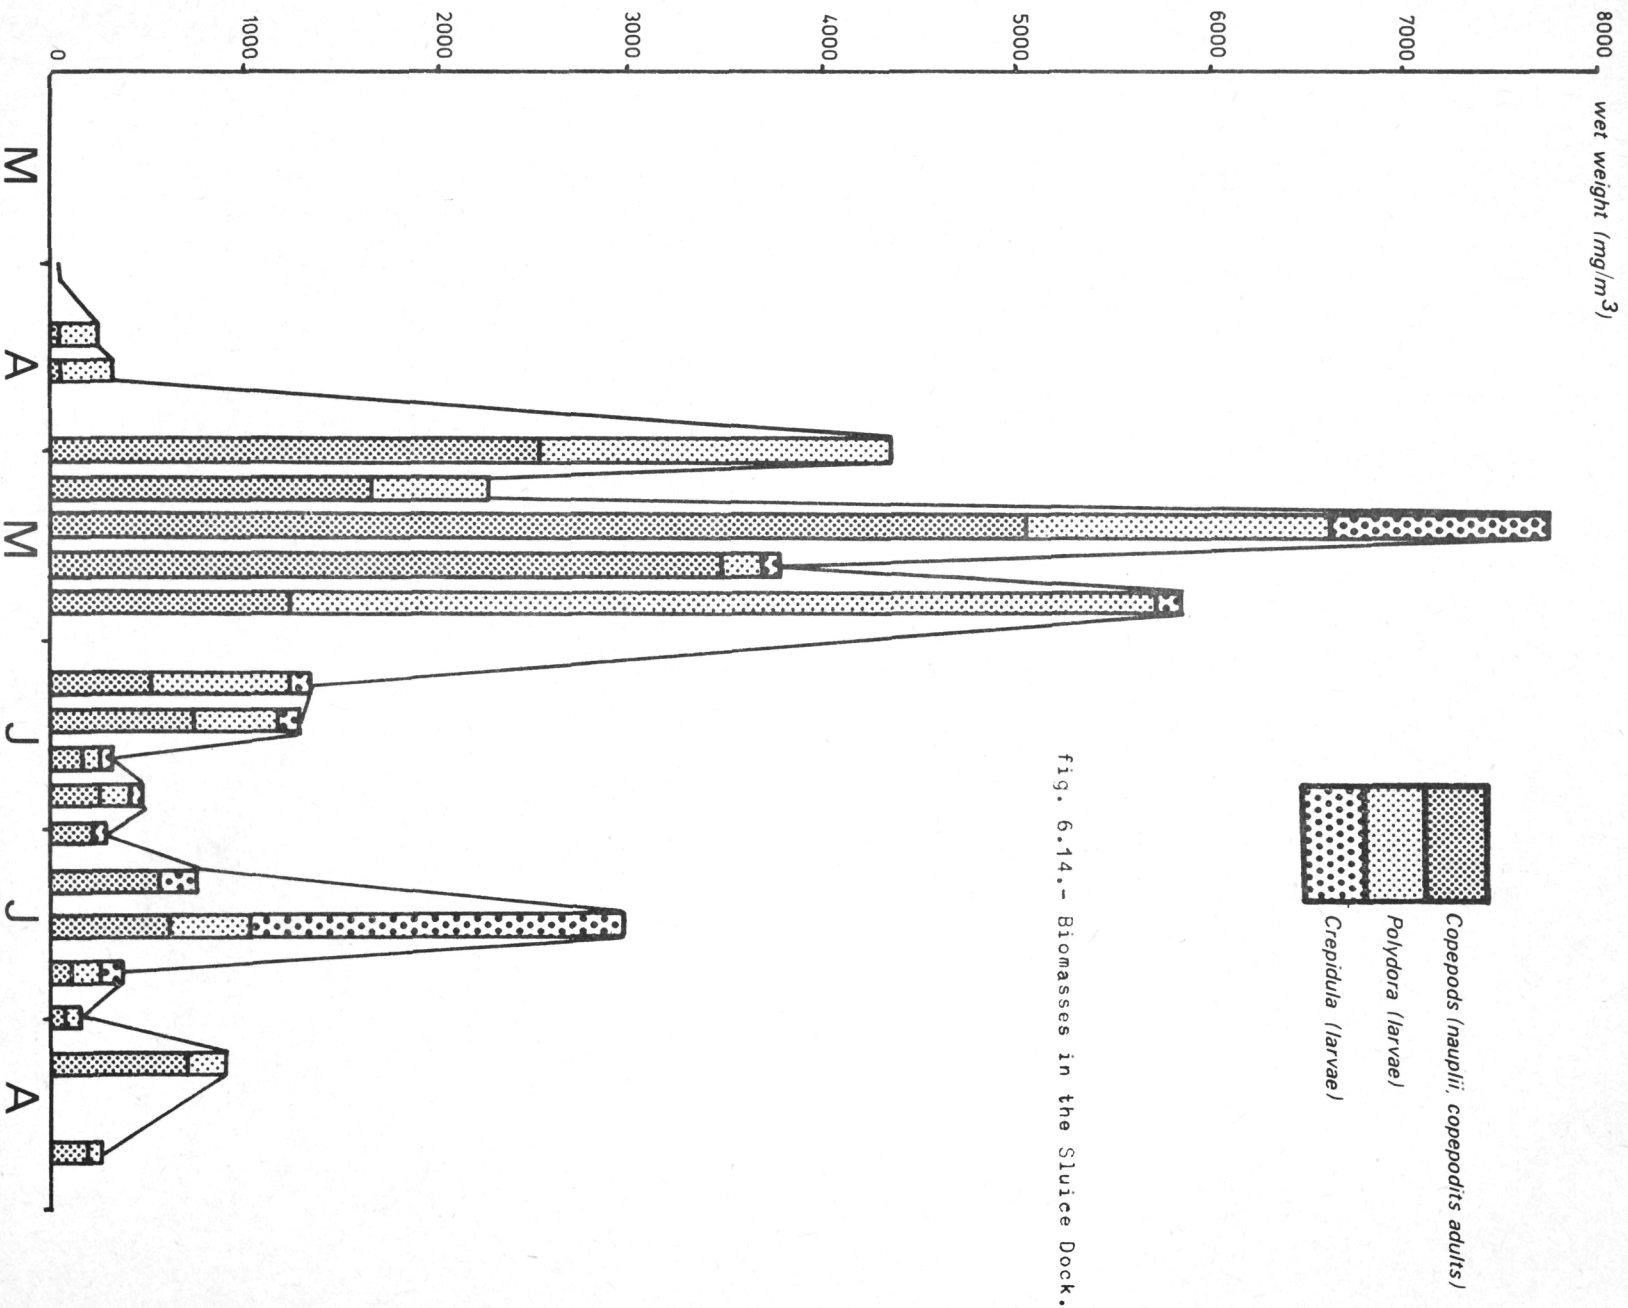 wet weight (mg/m³)
8000
7000
6000
5000
4000
3000
2000
1000
0
M
A
M
J
J
A
Copepods (nauplii, copepodits adults)
Polydora (larvae)
Crepidula (larvae)
fig. 6.14.- Biomasses in the Sluice Dock.